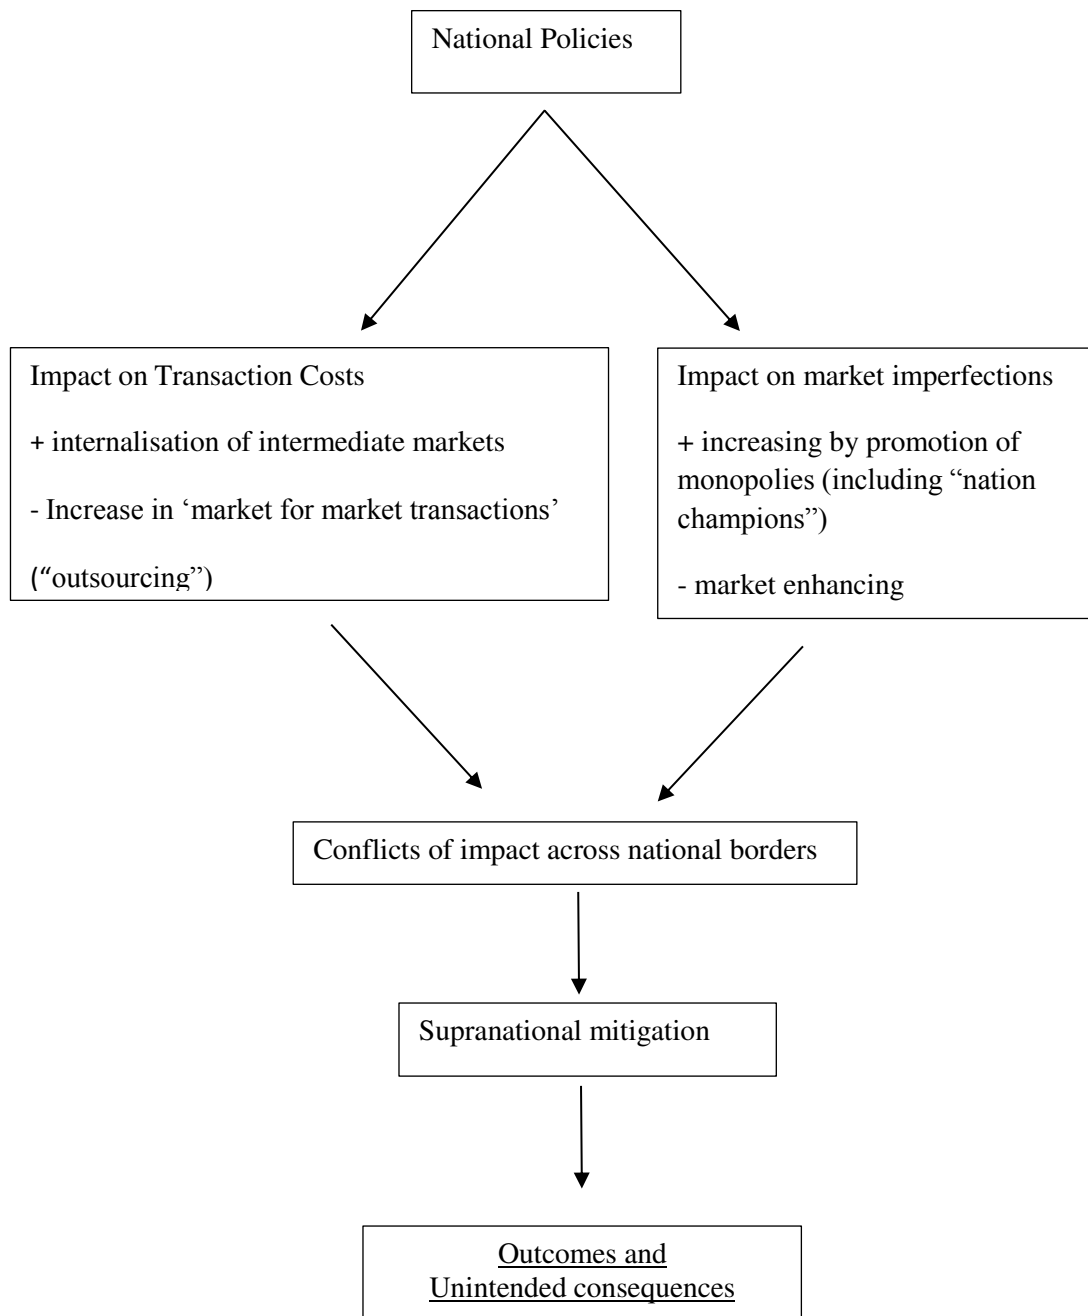 National Policies
Impact on Transaction Costs
+ internalisation of intermediate markets
- Increase in ‘market for market transactions’
(“outsourcing”)
Impact on market imperfections
+ increasing by promotion of
monopolies (including “nation
champions”)
- market enhancing
Conflicts of impact across national borders
Supranational mitigation
Outcomes and
Unintended consequences